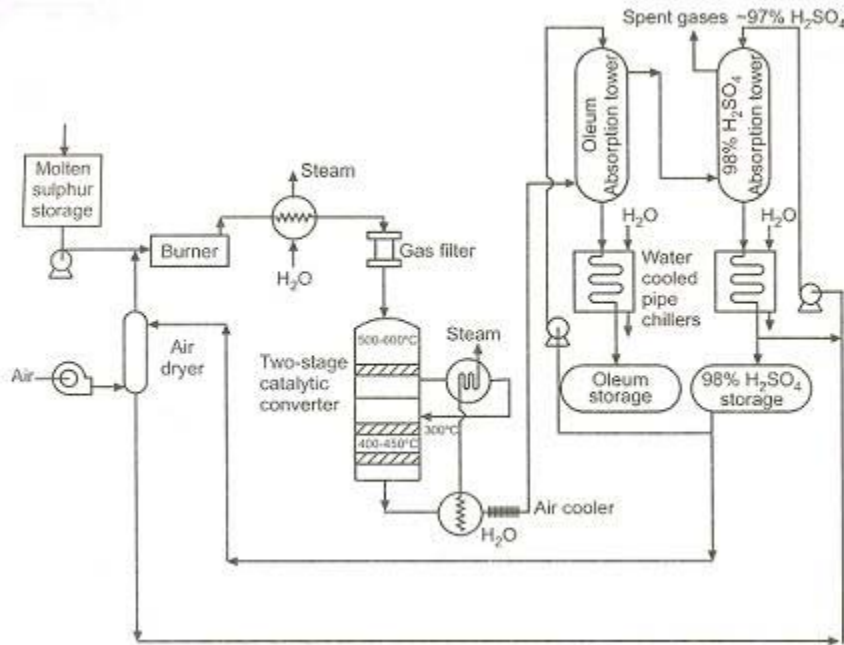 Spent gases ~97% H₂SO₄
Oleum
Absorption tower
98% H₂SO₄
Absorption tower
Molten
sulphur
storage
Steam
Burner
H₂O
Gas filter
H₂O
H₂O
Water
cooled
pipe
chillers
500-600°C
Steam
Two-stage
catalytic
converter
Air
dryer
Air
300°C
400-450°C
Oleum
storage
98% H₂SO₄
storage
Air cooler
H₂O